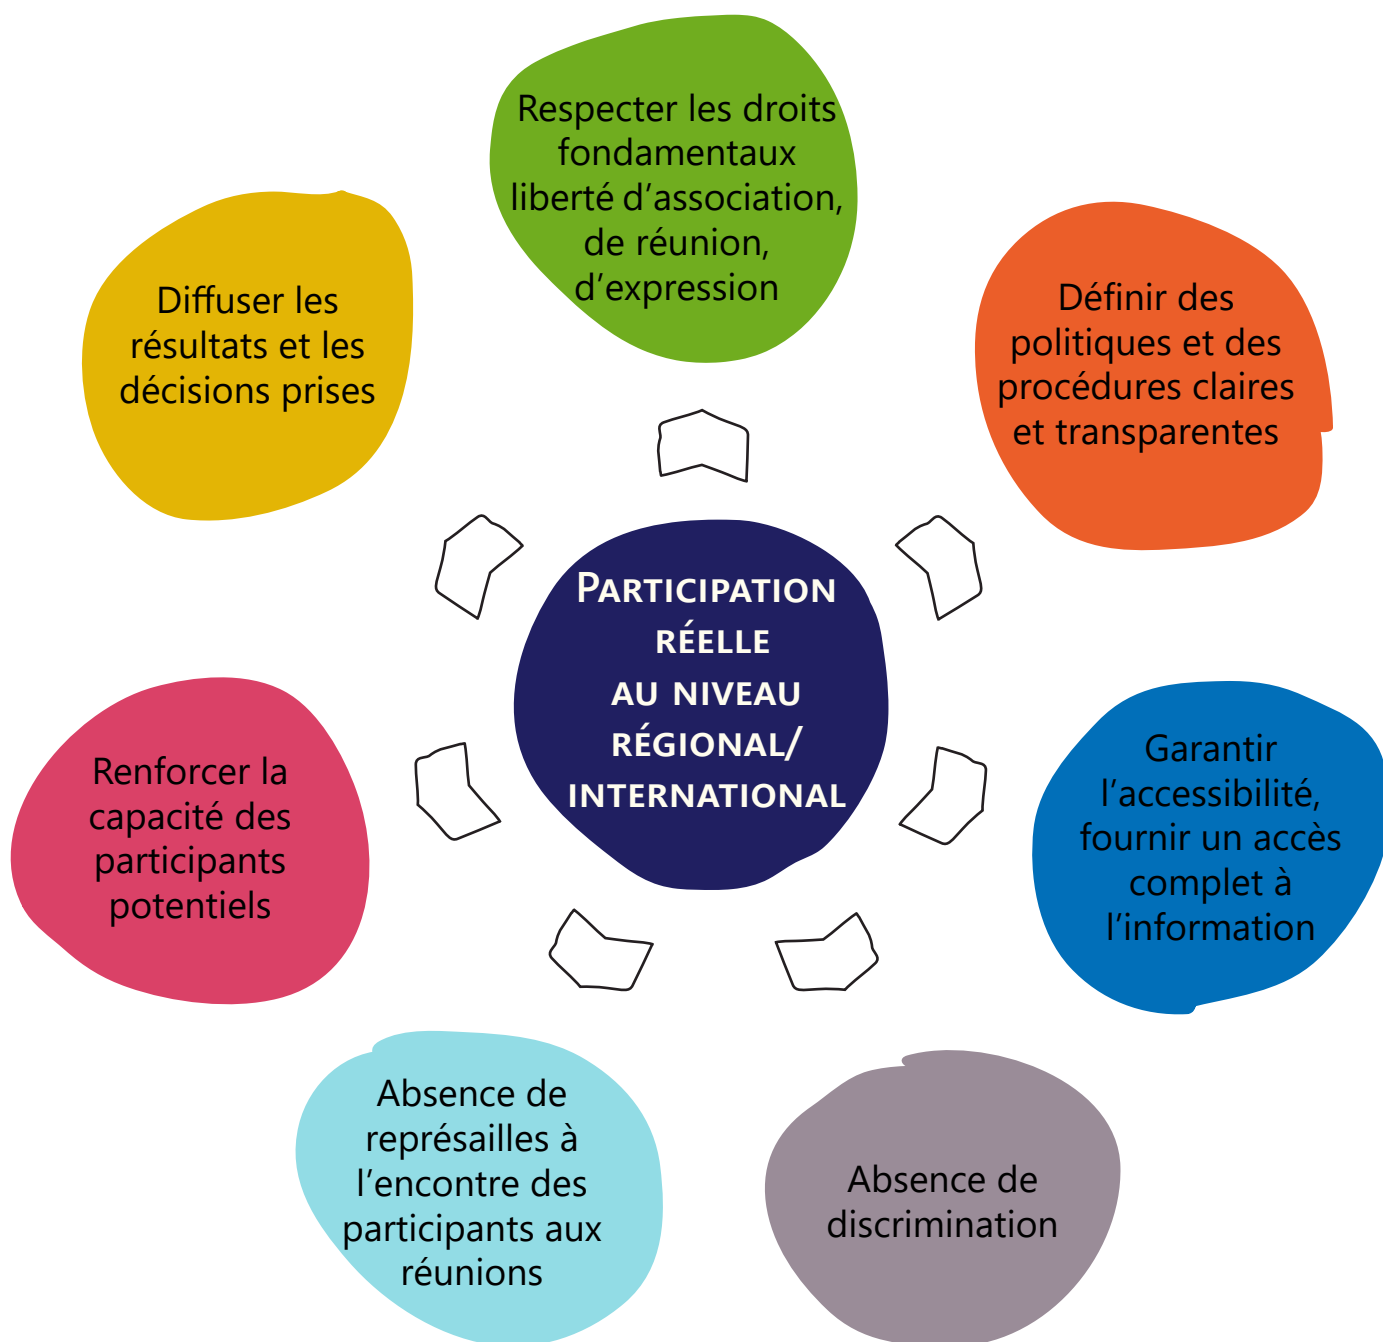 Respecter les droits
fondamentaux
liberté d’association,
de réunion,
d’expression
Définir des
politiques et des
procédures claires
et transparentes
Garantir
l’accessibilité,
fournir un accès
complet à
l’information
Absence de
discrimination
Absence de
représailles à
l’encontre des
participants aux
réunions
Renforcer la
capacité des
participants
potentiels
Diffuser les
résultats et les
décisions prises
PARTICIPATION
RÉELLE
AU NIVEAU
RÉGIONAL/
INTERNATIONAL